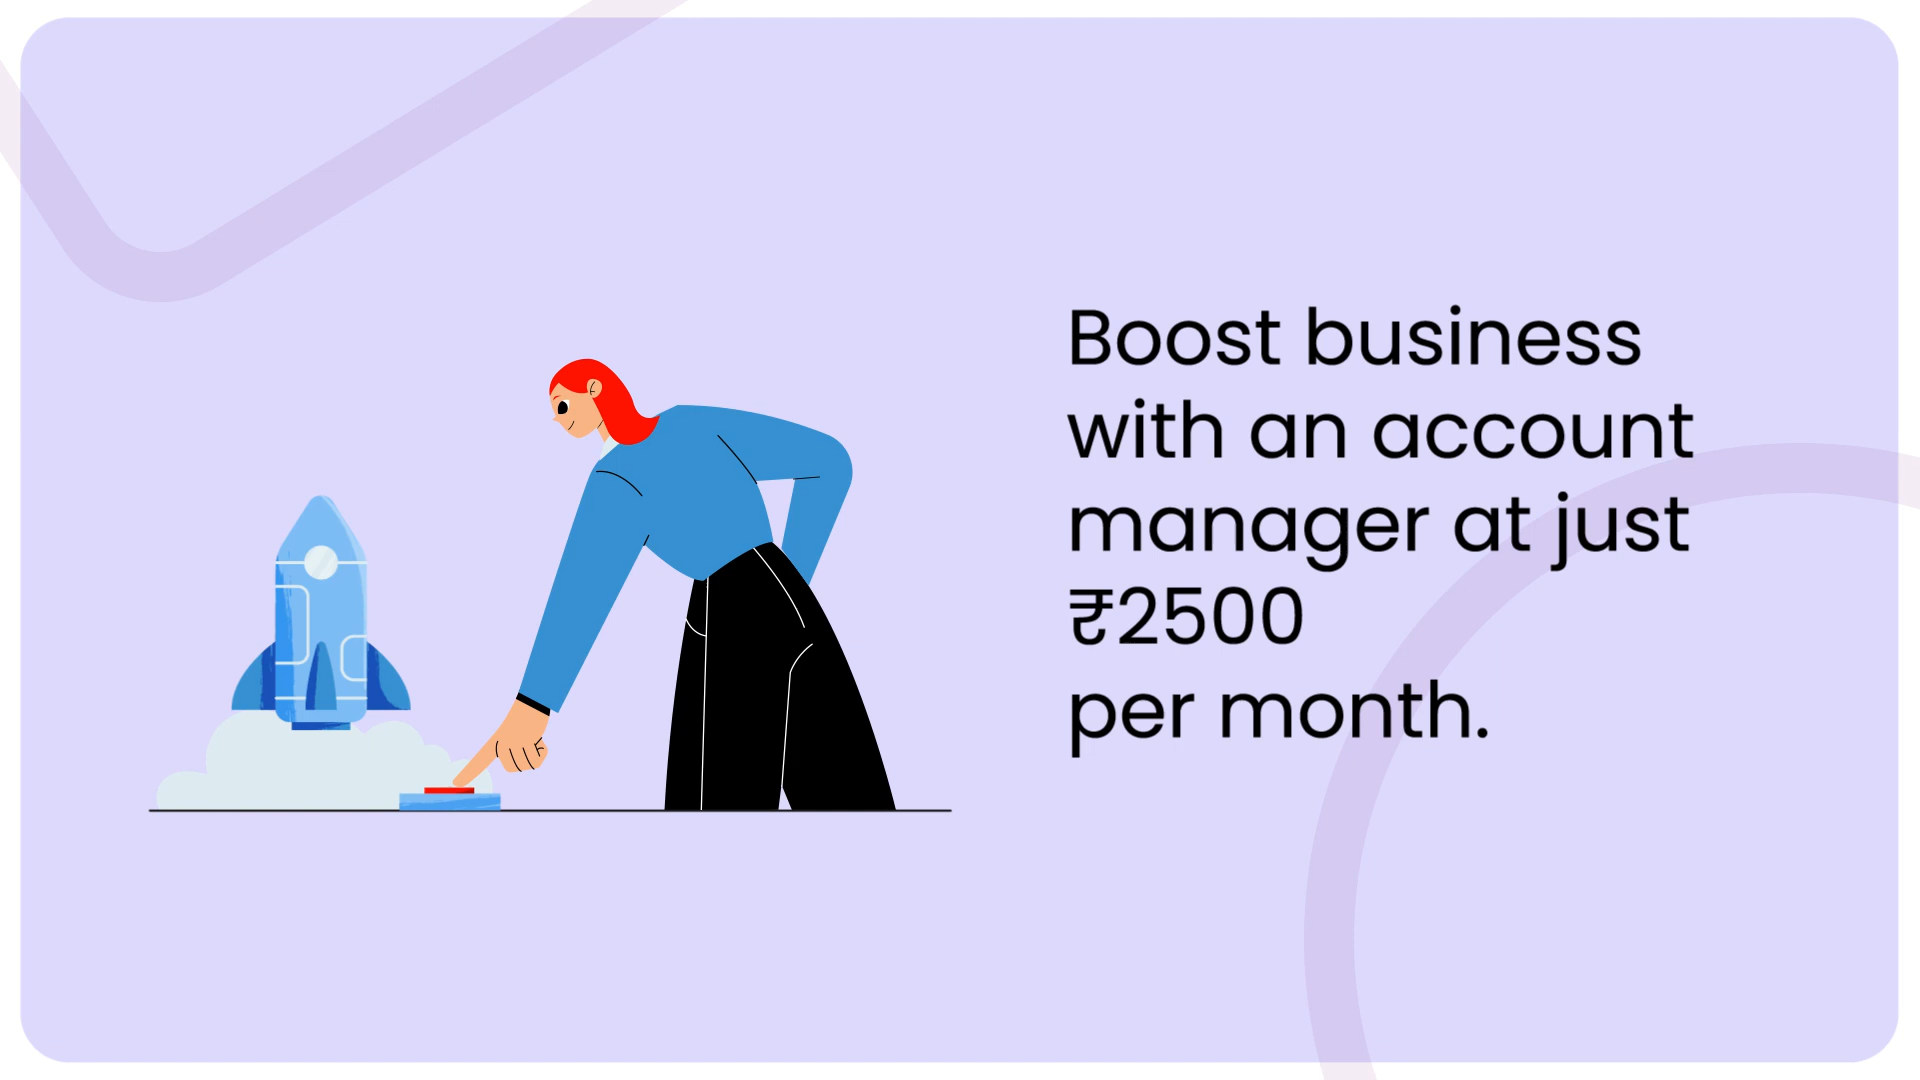 Boost business
with an account
manager at just
₹2500
per month.